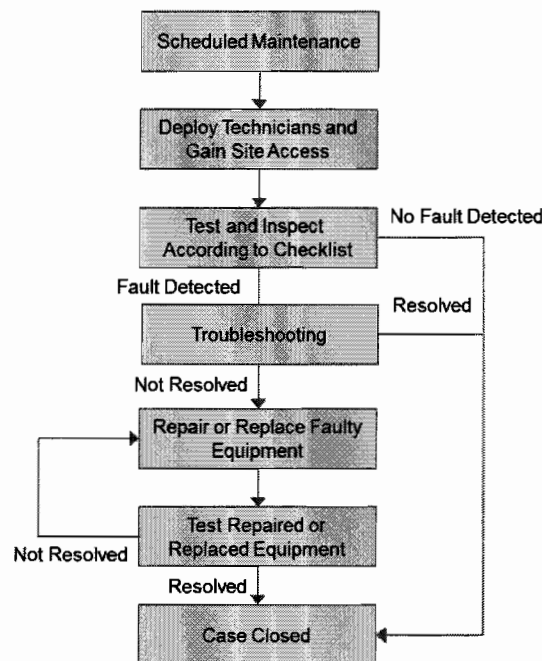 Scheduled Maintenance
Deploy Technicians and
Gain Site Access
Test and Inspect
According to Checklist
No Fault Detected
Fault Detected
Troubleshooting
Resolved
Not Resolved
Repair or Replace Faulty
Equipment
Test Repaired or
Replaced Equipment
Not Resolved
Resolved
Case Closed